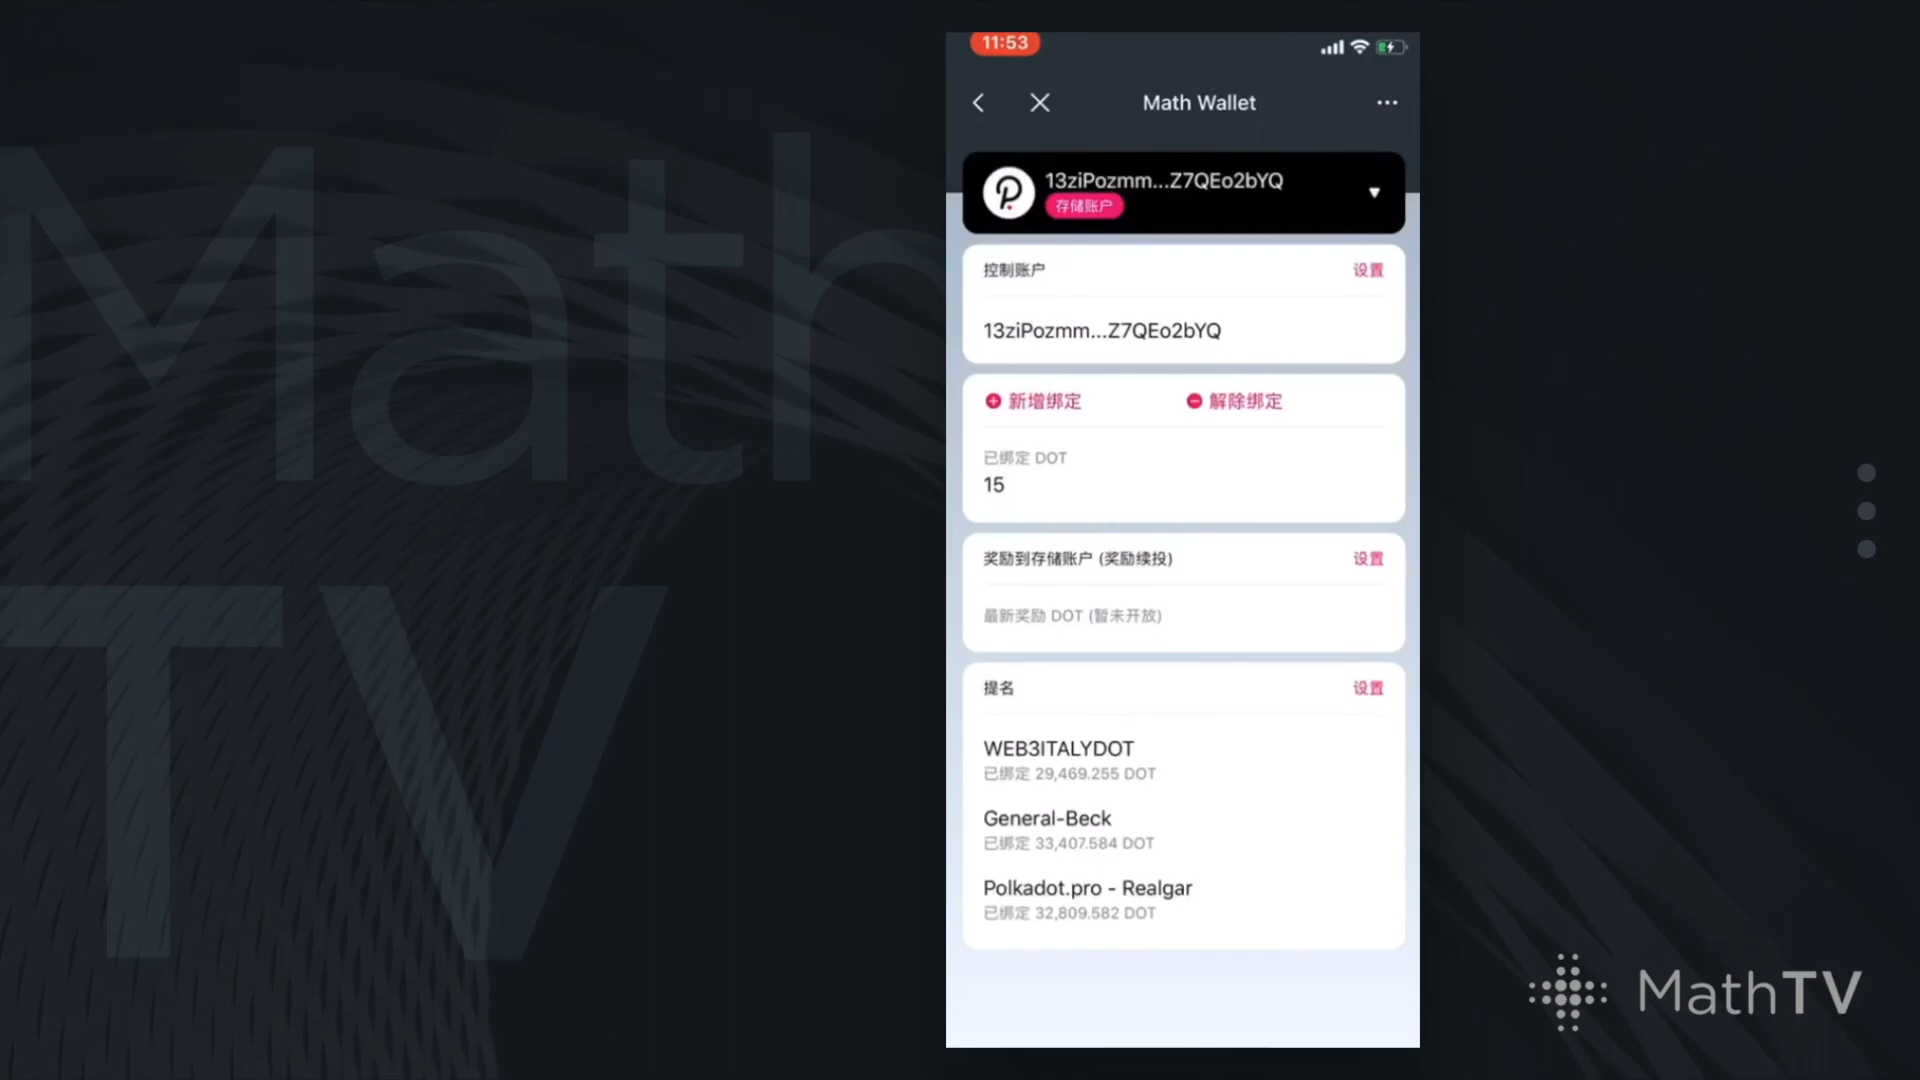 Math
TV
11:53
Math Wallet
13ziPozmm...Z7QEo2bYQ
存储账户
控制账户
设置
13ziPozmm...Z7QEo2bYQ
新增绑定
解除绑定
已绑定 DOT
15
奖励到存储账户 (奖励续投)
设置
最新奖励 DOT (暂未开放)
提名
设置
WEB3ITALYDOT
已绑定 29,469.255 DOT
General-Beck
已绑定 33,407.584 DOT
Polkadot.pro - Realgar
已绑定 32,809.582 DOT
MathTV